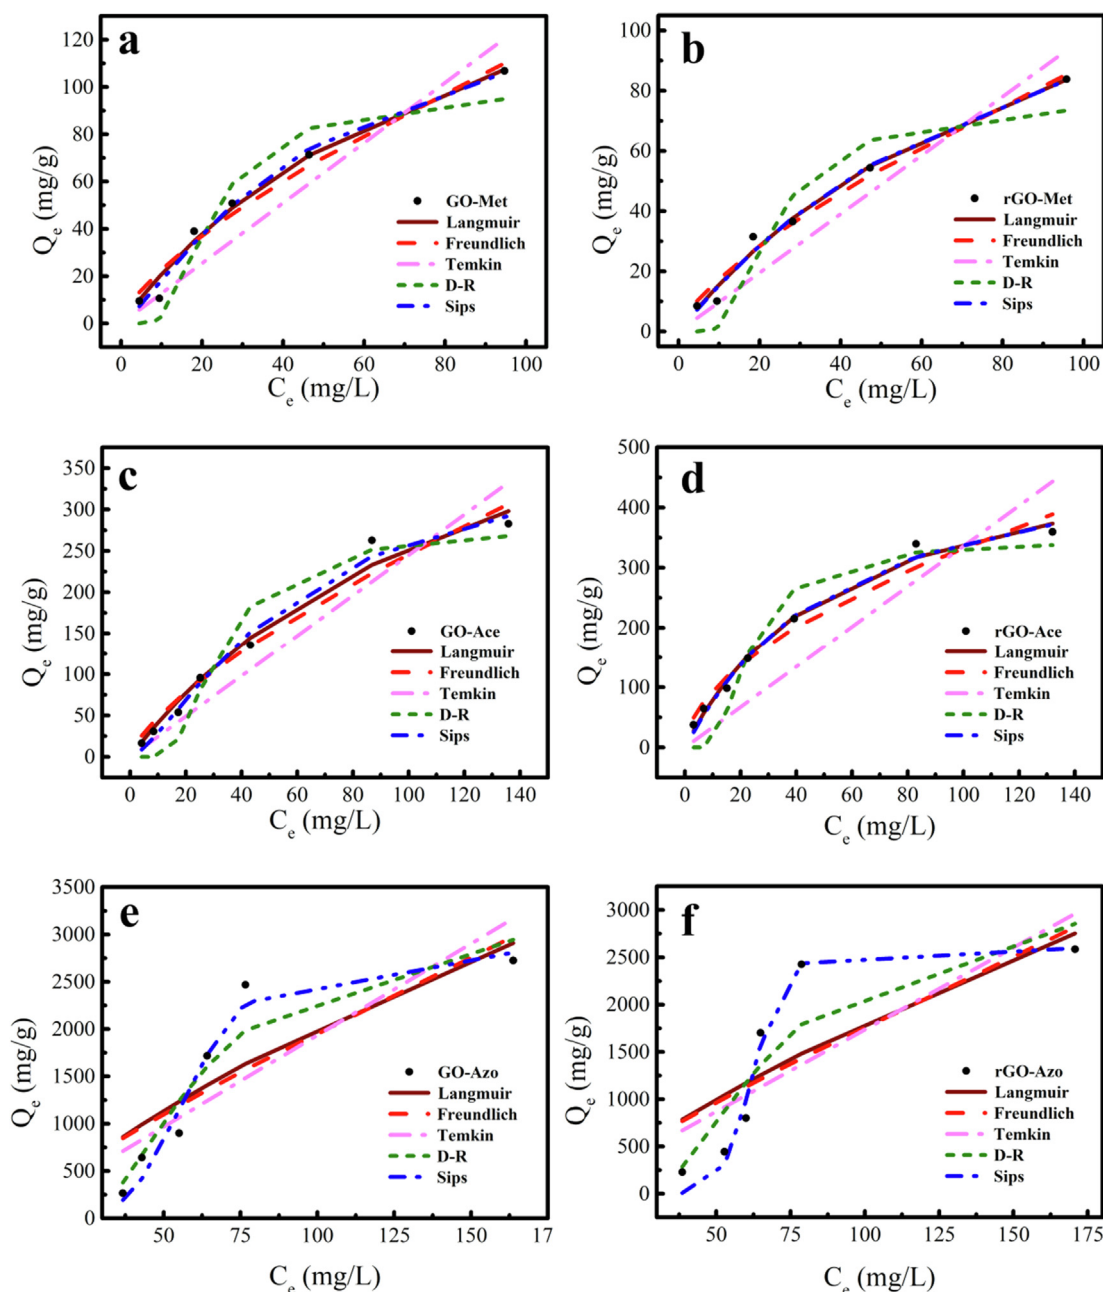 a
120
100
80
60
40
20
0
Qe (mg/g)
GO-Met
Langmuir
Freundlich
Temkin
D-R
Sips
0 20 40 60 80 100
Ce (mg/L)
b
100
80
60
40
20
0
Qe (mg/g)
rGO-Met
Langmuir
Freundlich
Temkin
D-R
Sips
0 20 40 60 80 100
Ce (mg/L)
c
350
300
250
200
150
100
50
0
Qe (mg/g)
GO-Ace
Langmuir
Freundlich
Temkin
D-R
Sips
0 20 40 60 80 100 120 140
Ce (mg/L)
d
500
400
300
200
100
0
Qe (mg/g)
rGO-Ace
Langmuir
Freundlich
Temkin
D-R
Sips
0 20 40 60 80 100 120 140
Ce (mg/L)
e
3500
3000
2500
2000
1500
1000
500
0
Qe (mg/g)
GO-Azo
Langmuir
Freundlich
Temkin
D-R
Sips
50 75 100 125 150 17
Ce (mg/L)
f
3000
2500
2000
1500
1000
500
0
Qe (mg/g)
rGO-Azo
Langmuir
Freundlich
Temkin
D-R
Sips
50 75 100 125 150 175
Ce (mg/L)